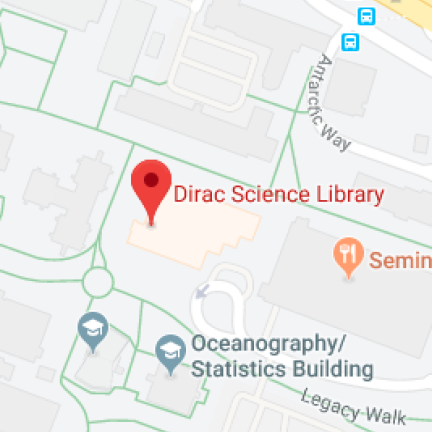 Antarctic Way
Dirac Science Library
Semin
Oceanography/
Statistics Building
Legacy Walk